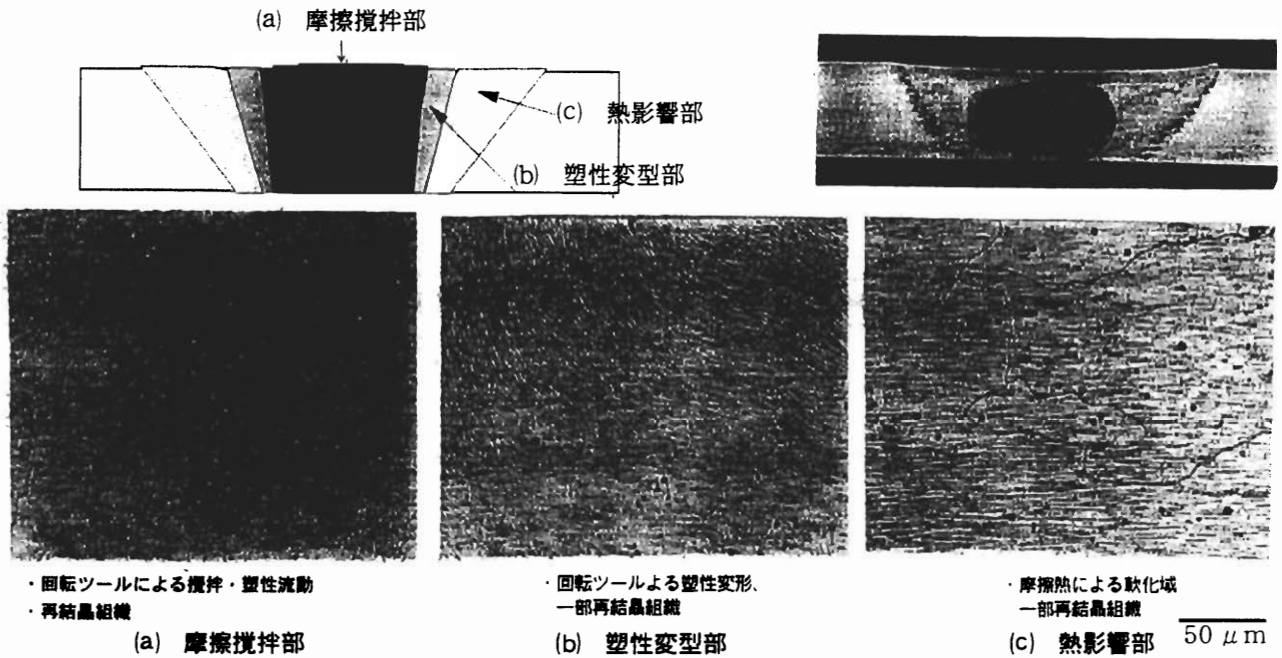 (a) 摩擦撹拌部
(c) 熱影響部
(b) 塑性変型部
・回転ツールによる撹拌・塑性流動
・再結晶組織
(a) 摩擦撹拌部
・回転ツールよる塑性変形、
一部再結晶組織
(b) 塑性変型部
・摩擦熱による軟化域
一部再結晶組織
(c) 熱影響部
50 μm